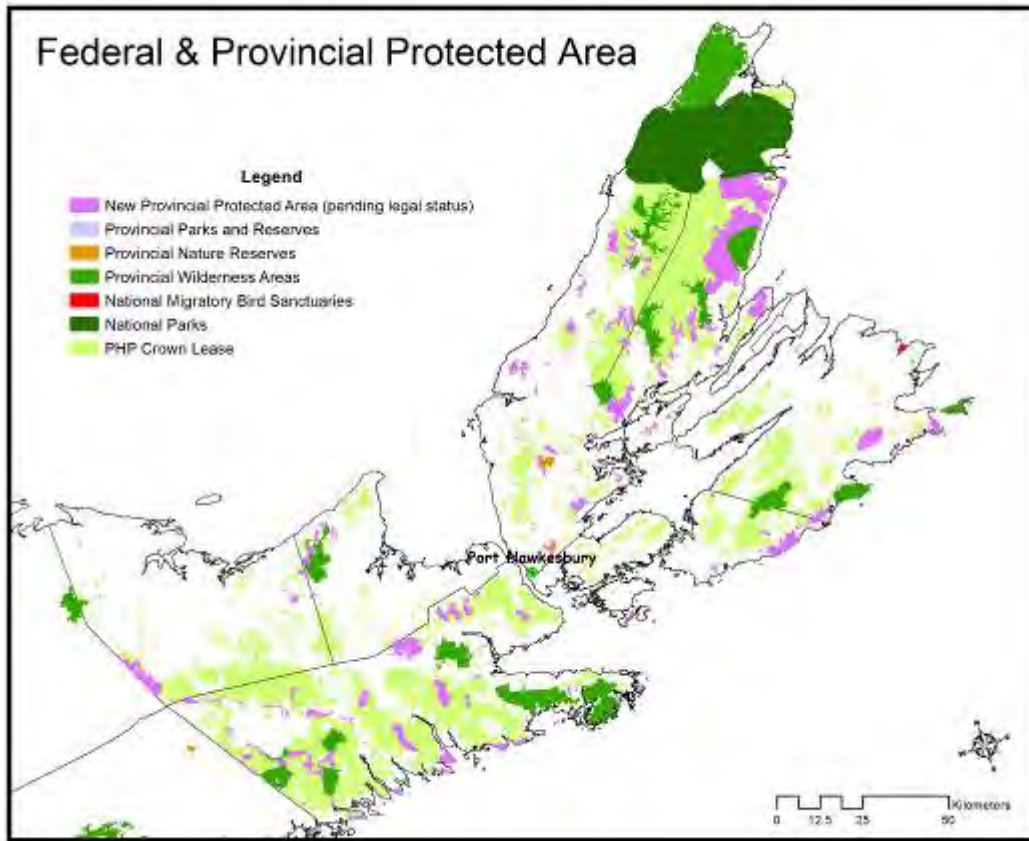 Federal & Provincial Protected Area
Legend
New Provincial Protected Area (pending legal status)
Provincial Parks and Reserves
Provincial Nature Reserves
Provincial Wilderness Areas
National Migratory Bird Sanctuaries
National Parks
PHP Crown Lease
Port Hawkesbury
Kilometers
0 12.5 25 50